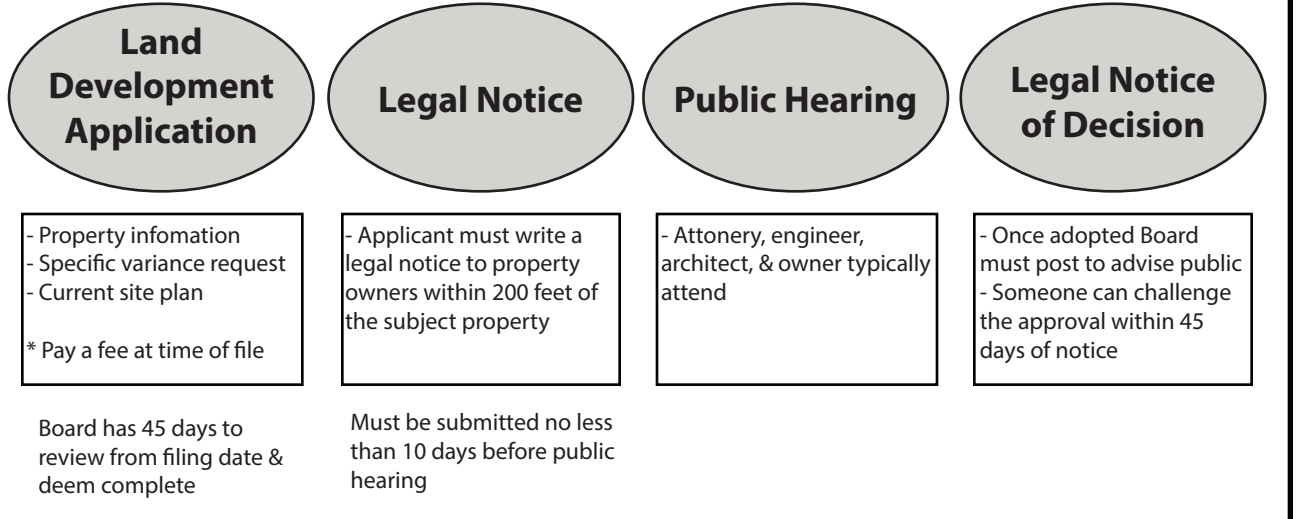 Land
Development
Application
Legal Notice
Public Hearing
Legal Notice
of Decision
- Property infomation
- Specific variance request
- Current site plan
* Pay a fee at time of file
- Applicant must write a
legal notice to property
owners within 200 feet of
the subject property
- Attonery, engineer,
architect, & owner typically
attend
- Once adopted Board
must post to advise public
- Someone can challenge
the approval within 45
days of notice
Board has 45 days to
review from filing date &
deem complete
Must be submitted no less
than 10 days before public
hearing